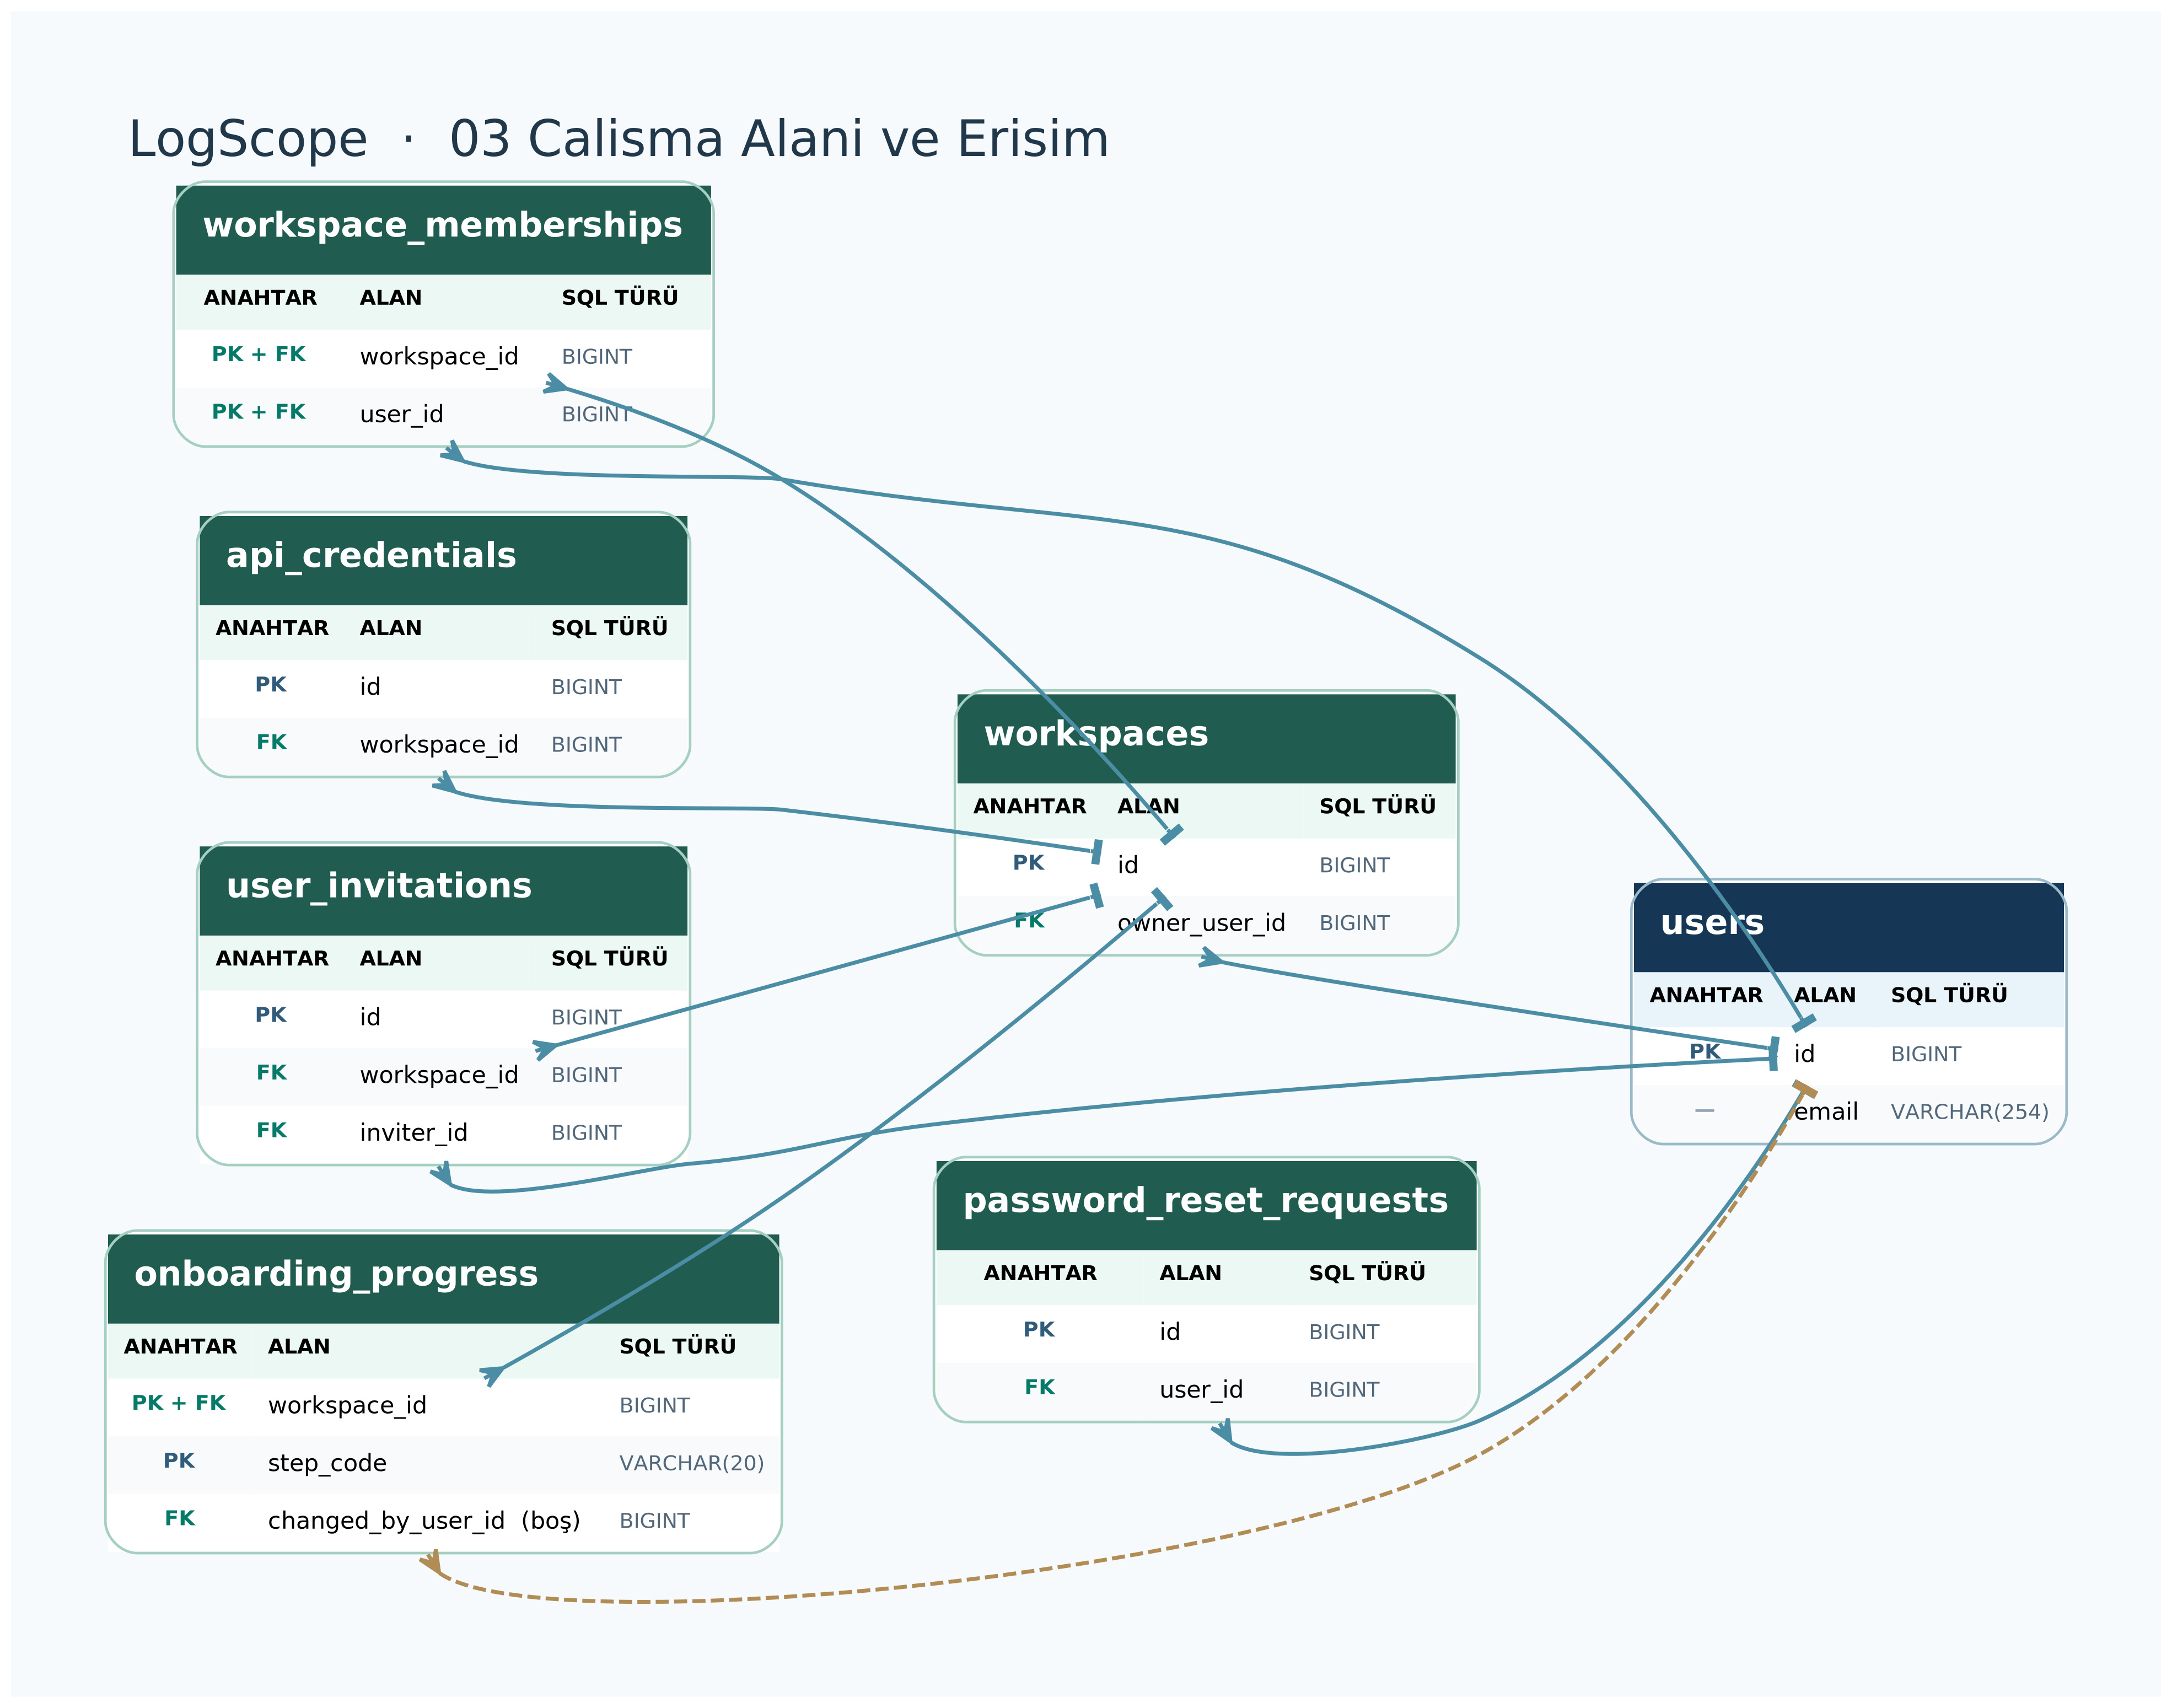 LogScope · 03 Calisma Alani ve Erisim
workspace_memberships
ANAHTAR ALAN SQL TÜRÜ
PK + FK workspace_id BIGINT
PK + FK user_id BIGINT
api_credentials
ANAHTAR ALAN SQL TÜRÜ
PK id BIGINT
FK workspace_id BIGINT
user_invitations
ANAHTAR ALAN SQL TÜRÜ
PK id BIGINT
FK workspace_id BIGINT
FK inviter_id BIGINT
onboarding_progress
ANAHTAR ALAN SQL TÜRÜ
PK + FK workspace_id BIGINT
PK step_code VARCHAR(20)
FK changed_by_user_id (boş) BIGINT
workspaces
ANAHTAR ALAN SQL TÜRÜ
PK id BIGINT
FK owner_user_id BIGINT
password_reset_requests
ANAHTAR ALAN SQL TÜRÜ
PK id BIGINT
FK user_id BIGINT
users
ANAHTAR ALAN SQL TÜRÜ
PK id BIGINT
— email VARCHAR(254)